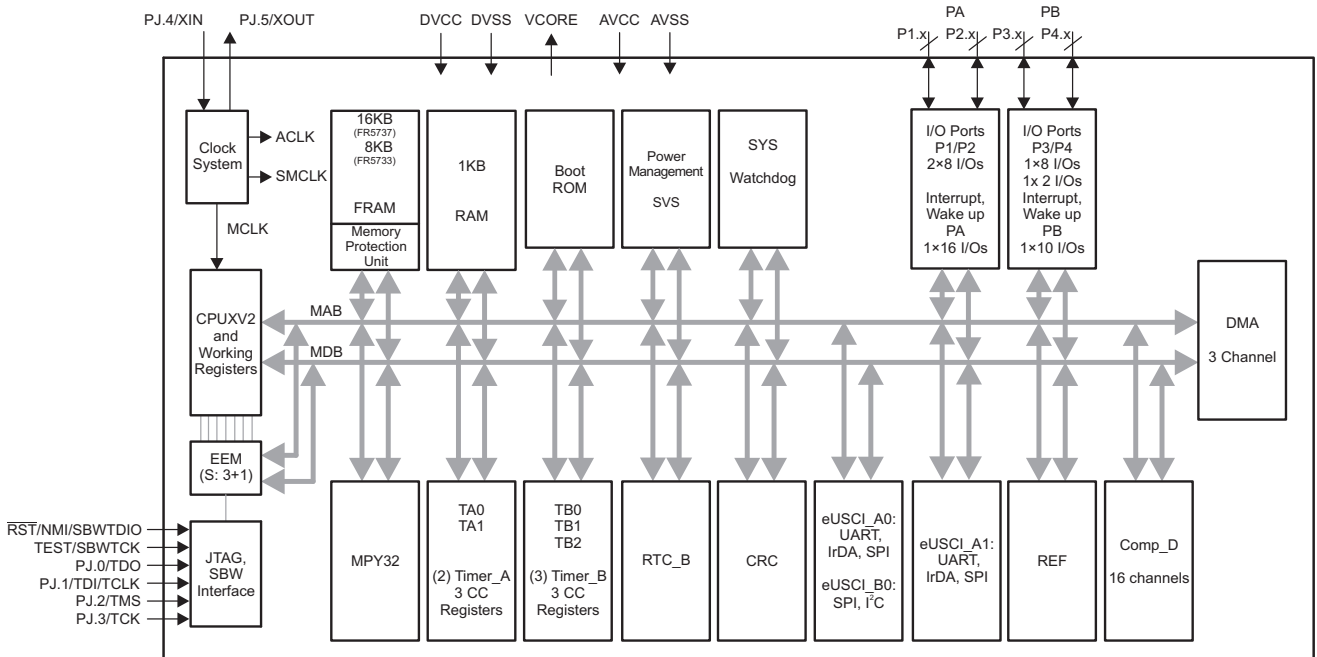 PJ.4/XIN
PJ.5/XOUT
DVCC
DVSS
VCORE
AVCC
AVSS
PA
P1.x
P2.x
PB
P3.x
P4.x
Clock
System
ACLK
SMCLK
MCLK
16KB
(FR5737)
8KB
(FR5733)
FRAM
Memory
Protection
Unit
1KB
RAM
Boot
ROM
Power
Management
SVS
SYS
Watchdog
I/O Ports
P1/P2
2×8 I/Os
Interrupt,
Wake up
PA
1×16 I/Os
I/O Ports
P3/P4
1×8 I/Os
1x 2 I/Os
Interrupt,
Wake up
PB
1×10 I/Os
CPUXV2
and
Working
Registers
MAB
MDB
DMA
3 Channel
EEM
(S: 3+1)
RST/NMI/SBWTDIO
TEST/SBWTCK
PJ.0/TDO
PJ.1/TDI/TCLK
PJ.2/TMS
PJ.3/TCK
JTAG,
SBW
Interface
MPY32
TA0
TA1
(2) Timer_A
3 CC
Registers
TB0
TB1
TB2
(3) Timer_B
3 CC
Registers
RTC_B
CRC
eUSCI_A0:
UART,
IrDA, SPI
eUSCI_B0:
SPI, I²C
eUSCI_A1:
UART,
IrDA, SPI
REF
Comp_D
16 channels